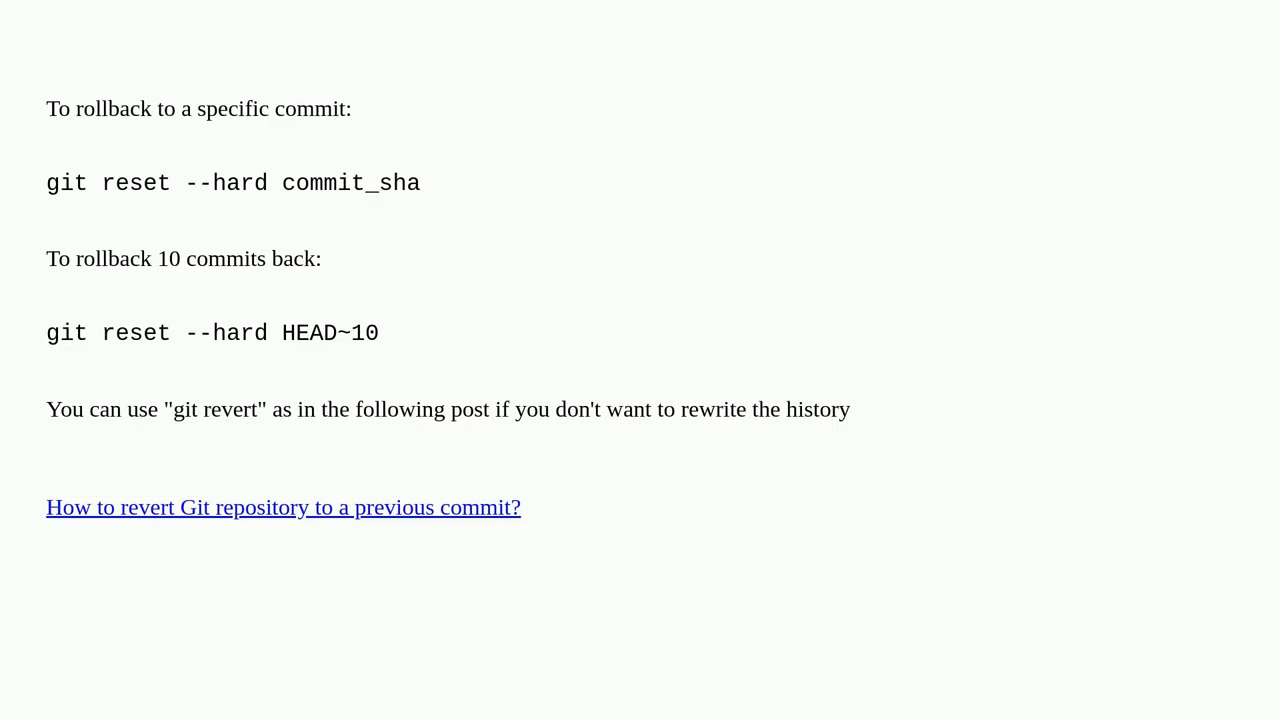 To rollback to a specific commit:
git reset --hard commit_sha
To rollback 10 commits back:
git reset --hard HEAD~10
You can use "git revert" as in the following post if you don't want to rewrite the history
How to revert Git repository to a previous commit?